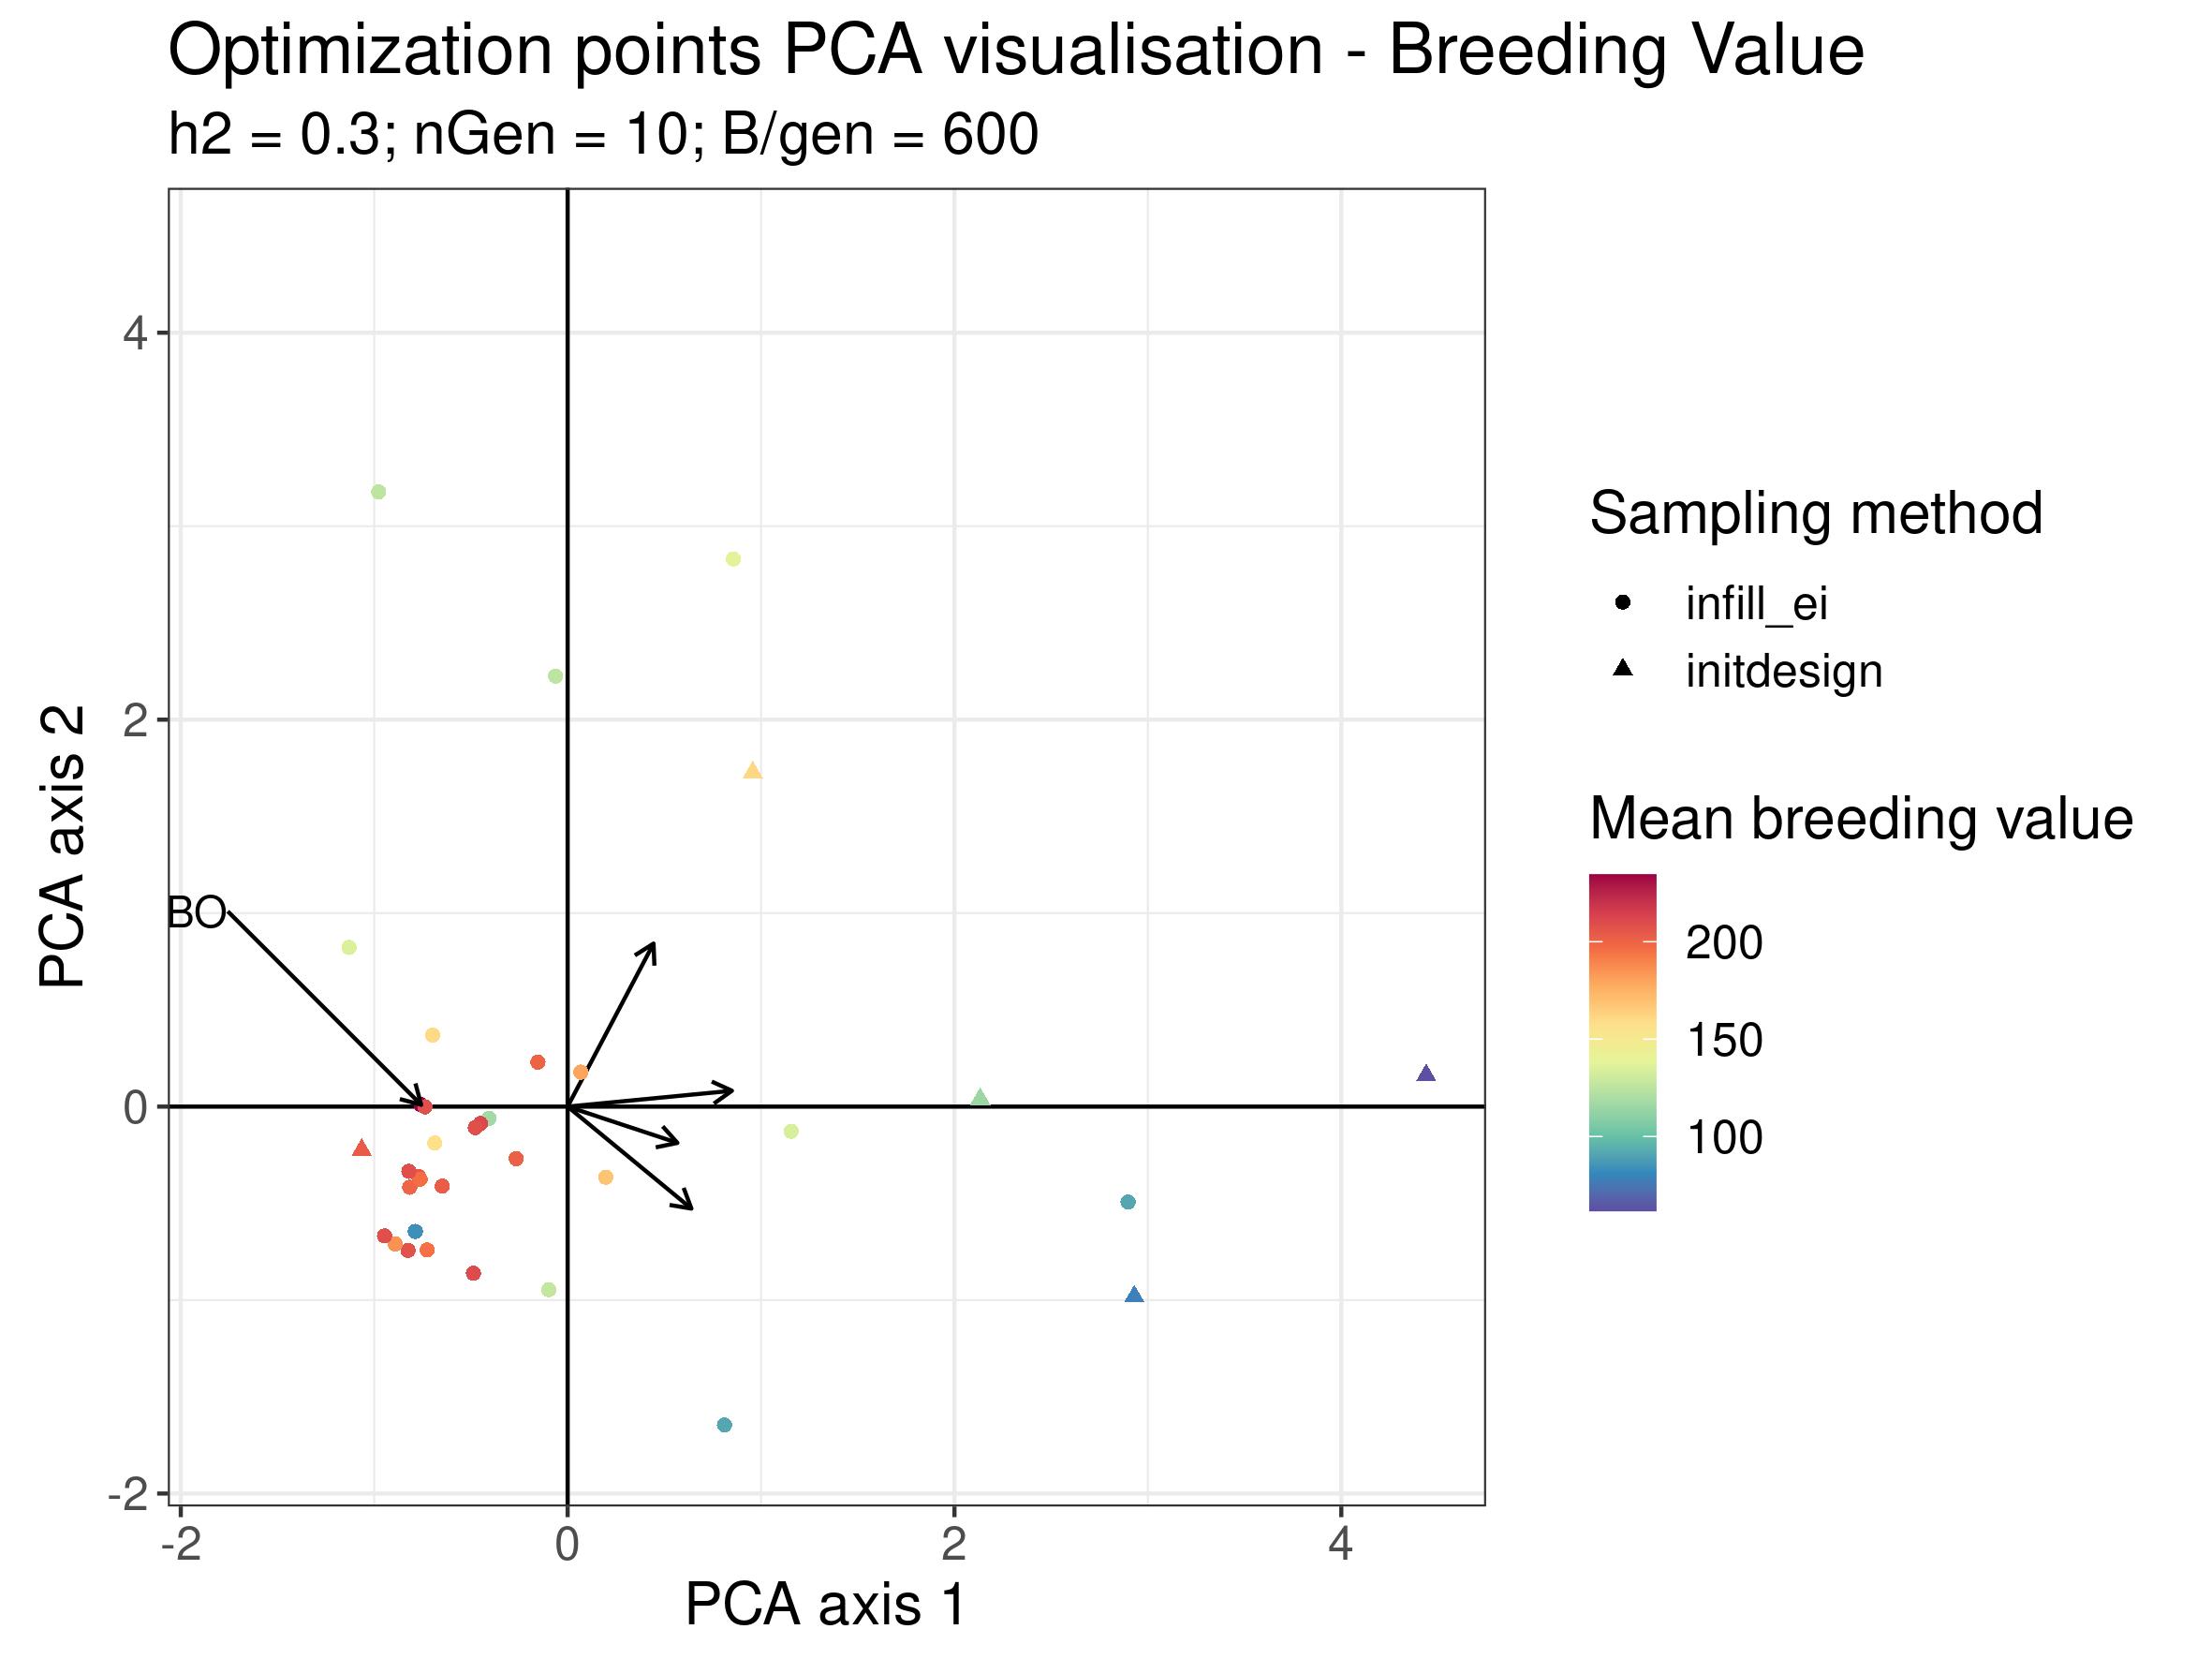 Optimization points PCA visualisation - Breeding Value
h2 = 0.3; nGen = 10; B/gen = 600
4
2
0
-2
PCA axis 2
BO
-2
0
2
4
PCA axis 1
Sampling method
infill_ei
initdesign
Mean breeding value
200
150
100